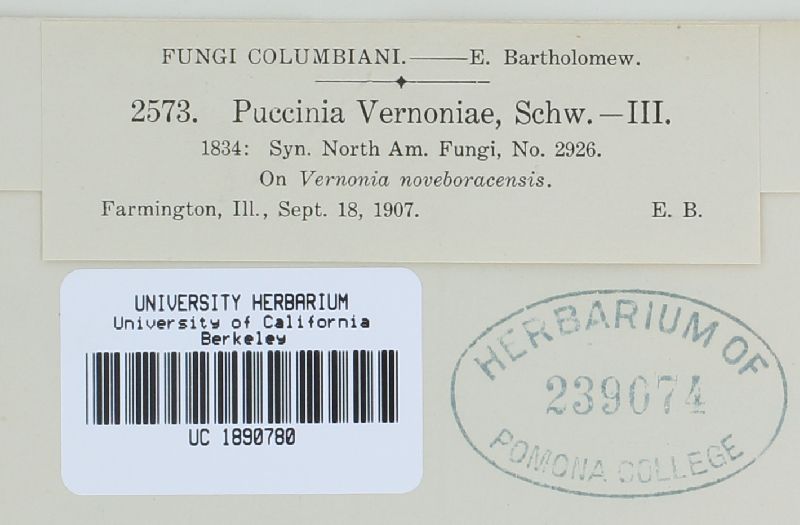 FUNGI COLUMBIANI.——E. Bartholomew.
2573. Puccinia Vernoniae, Schw.—III.
1834: Syn. North Am. Fungi, No. 2926.
On Vernonia noveboracensis.
Farmington, Ill., Sept. 18, 1907. E. B.
UNIVERSITY HERBARIUM
University of California
Berkeley
UC 1890780
HERBARIUM OF
239074
POMONA COLLEGE